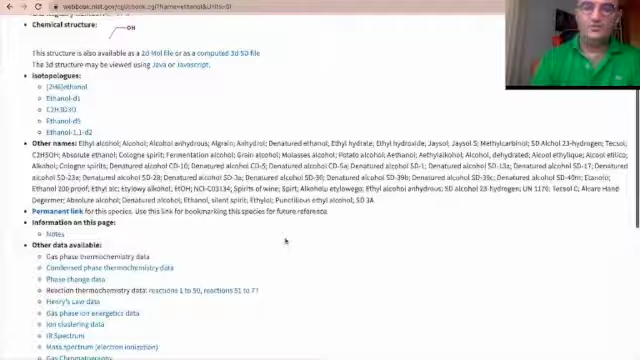 webbook.nist.gov/cgi/cbook.cgi?Name=ethanol&Units=SI
Chemical structure:
OH
This structure is also available as a 2d Mol file or as a computed 3d SD file
The 3d structure may be viewed using Java or Javascript.
Isotopologues:
[2H6]ethanol
Ethanol-d1
C2H3D3O
Ethanol-d5
Ethanol-1,1-d2
Other names: Ethyl alcohol; Alcohol; Alcohol anhydrous; Algrain; Anhydrol; Denatured ethanol; Ethyl hydrate; Ethyl hydroxide; Jaysol; Jaysol S; Methylcarbinol; SD Alchol 23-hydrogen; Tecsol;
C2H5OH; Absolute ethanol; Cologne spirit; Fermentation alcohol; Grain alcohol; Molasses alcohol; Potato alcohol; Aethanol; Aethylalkohol; Alcohol, dehydrated; Alcool ethylique; Alcool etilico;
Alkohol; Cologne spirits; Denatured alcohol CD-10; Denatured alcohol CD-5; Denatured alcohol CD-5a; Denatured alcohol SD-1; Denatured alcohol SD-13a; Denatured alcohol SD-17; Denatured
alcohol SD-23a; Denatured alcohol SD-28; Denatured alcohol SD-3a; Denatured alcohol SD-30; Denatured alcohol SD-39b; Denatured alcohol SD-39c; Denatured alcohol SD-40m; Etanolo;
Ethanol 200 proof; Ethyl alc; Etylowy alkohol; EtOH; NCI-C03134; Spirits of wine; Spirt; Alkoholu etylowego; Ethyl alcohol anhydrous; SD alcohol 23-hydrogen; UN 1170; Tecsol C; Alcare Hand
Degermer; Absolute alcohol; Denatured alcohol; Ethanol, silent spirit; Ethylol; Punctilious ethyl alcohol; SD 3A
Permanent link for this species. Use this link for bookmarking this species for future reference.
Information on this page:
Notes
Other data available:
Gas phase thermochemistry data
Condensed phase thermochemistry data
Phase change data
Reaction thermochemistry data: reactions 1 to 50, reactions 51 to 77
Henry's Law data
Gas phase ion energetics data
Ion clustering data
IR Spectrum
Mass spectrum (electron ionization)
Gas Chromatography